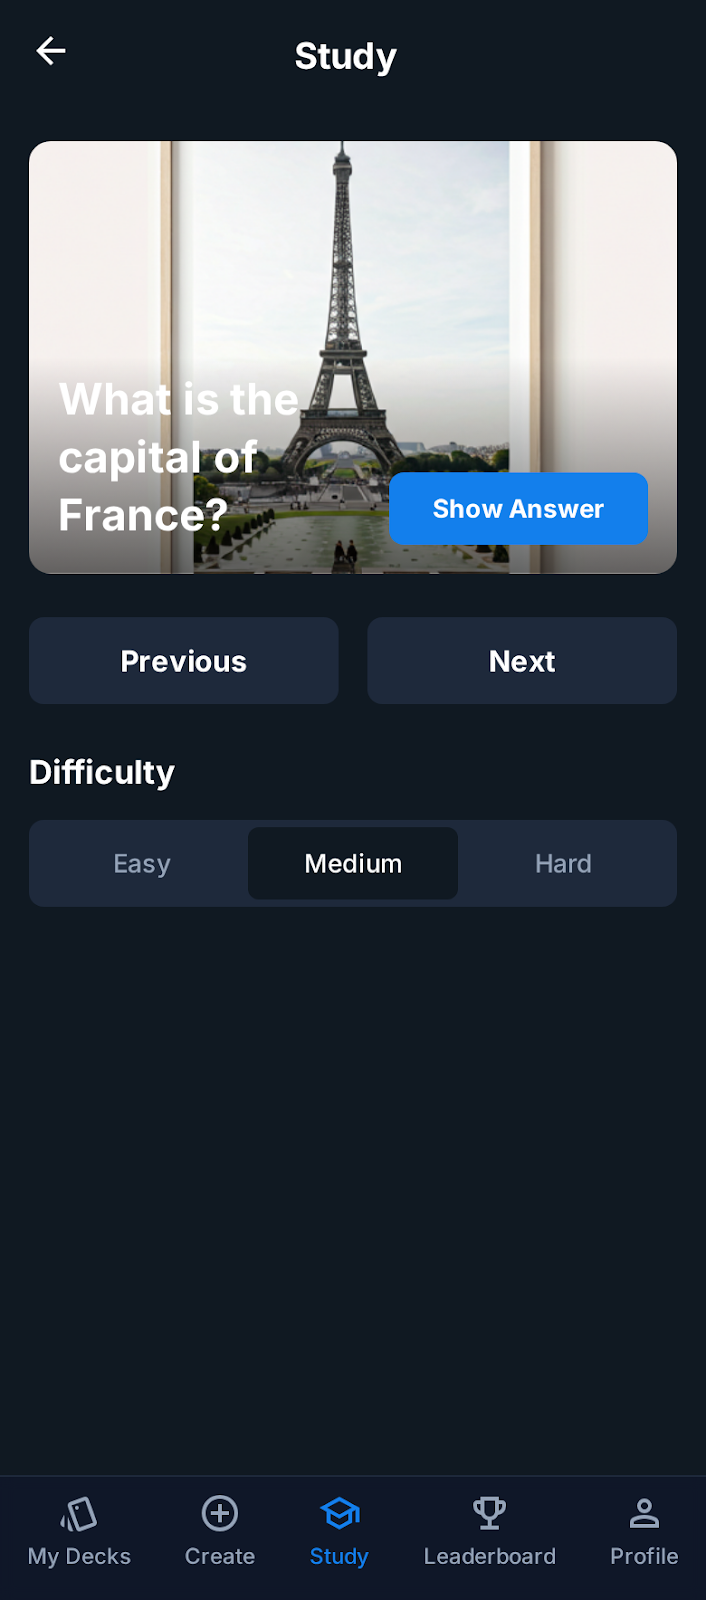 Study
What is the
capital of
France?
Show Answer
Previous
Next
Difficulty
Easy
Medium
Hard
My Decks
Create
Study
Leaderboard
Profile